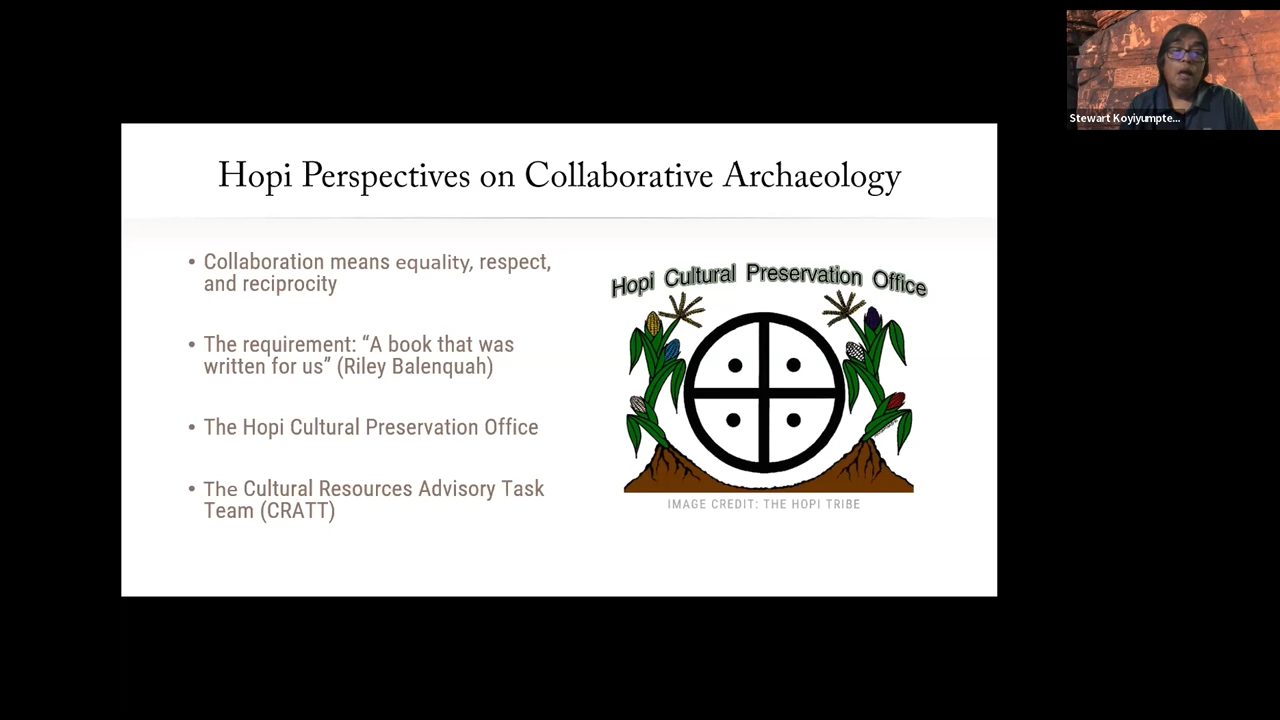 Stewart Koyiyumpte...
Hopi Perspectives on Collaborative Archaeology
• Collaboration means equality, respect,
and reciprocity
• The requirement: “A book that was
written for us” (Riley Balenquah)
• The Hopi Cultural Preservation Office
• The Cultural Resources Advisory Task
Team (CRATT)
Hopi Cultural Preservation Office
IMAGE CREDIT: THE HOPI TRIBE